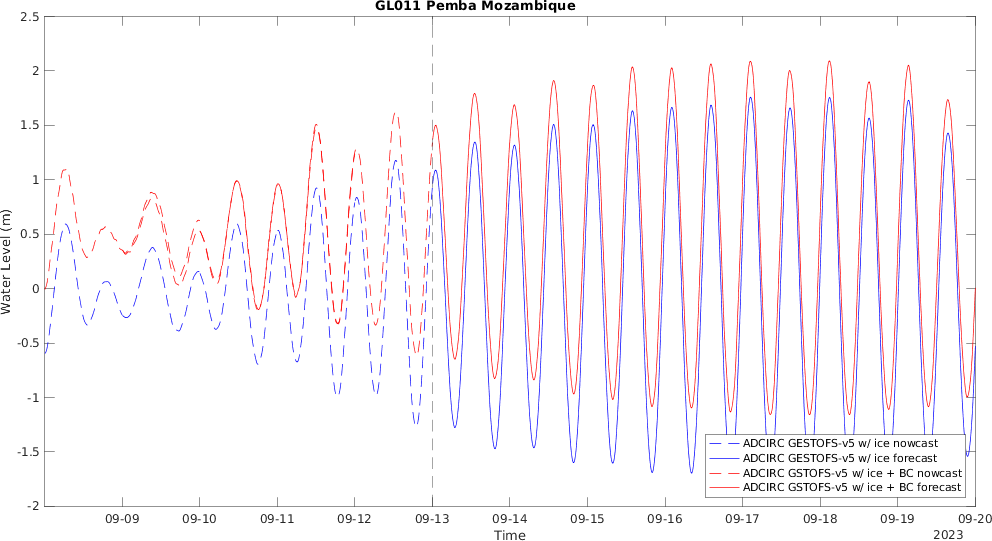 GL011 Pemba Mozambique
2.5
2
1.5
1
0.5
0
-0.5
-1
-1.5
-2
Water Level (m)
ADCIRC GESTOFS-v5 w/ ice nowcast
ADCIRC GESTOFS-v5 w/ ice forecast
ADCIRC GSTOFS-v5 w/ ice + BC nowcast
ADCIRC GSTOFS-v5 w/ ice + BC forecast
09-09 09-10 09-11 09-12 09-13 09-14 09-15 09-16 09-17 09-18 09-19 09-20
Time
2023